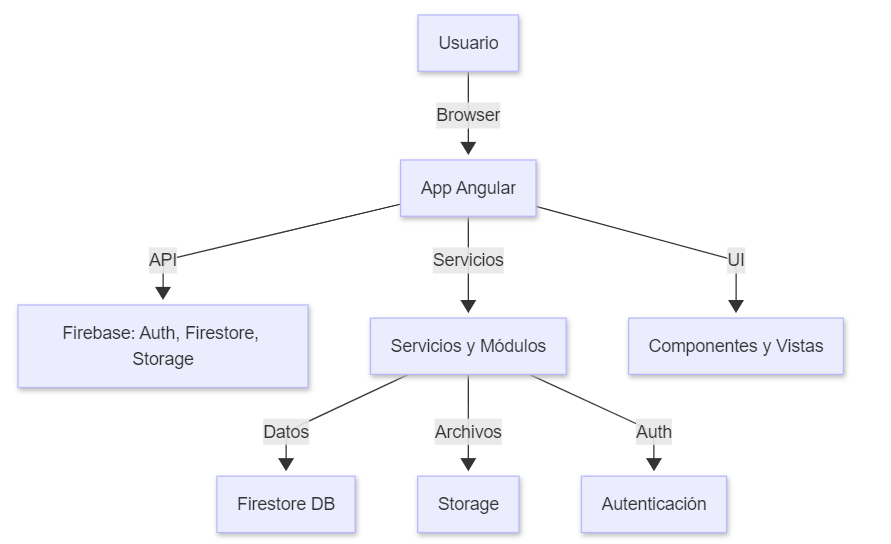 Usuario
Browser
App Angular
API
Servicios
UI
Firebase: Auth, Firestore,
Storage
Servicios y Módulos
Componentes y Vistas
Datos
Archivos
Auth
Firestore DB
Storage
Autenticación